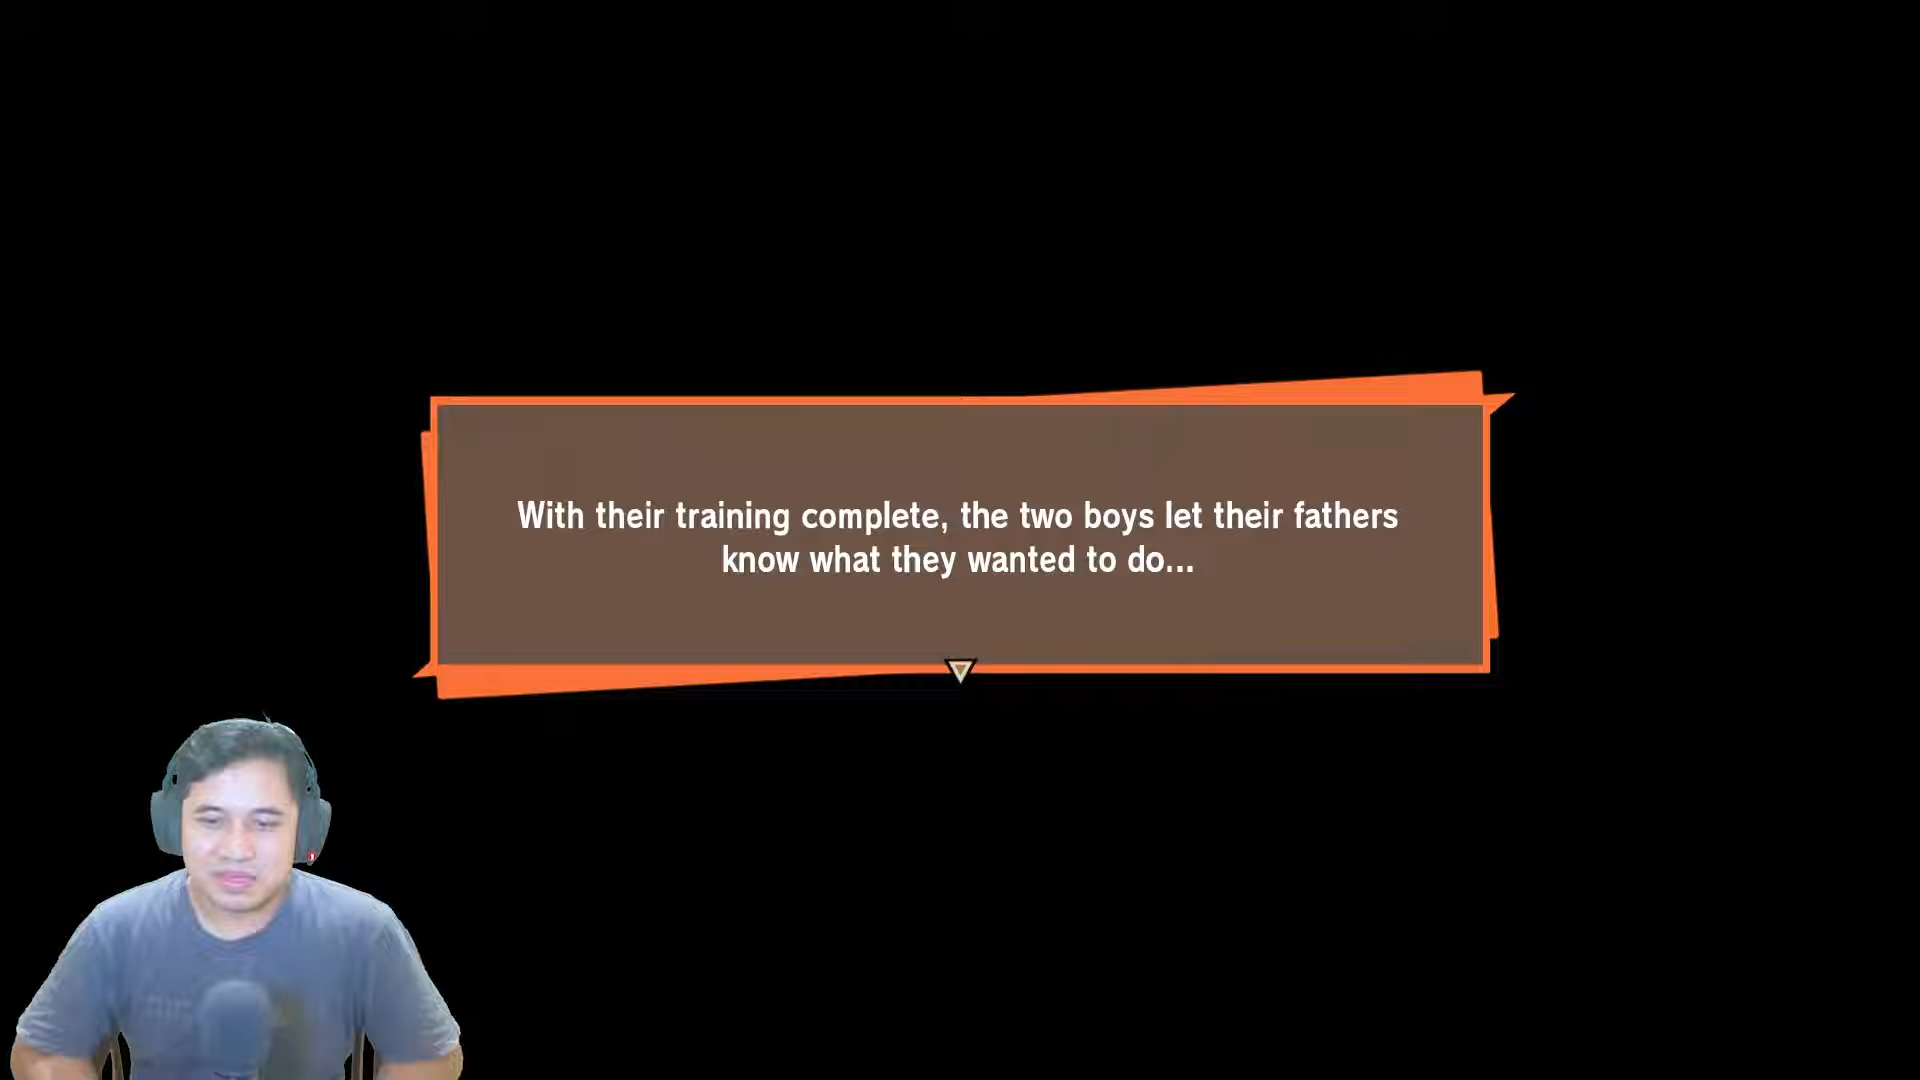 With their training complete, the two boys let their fathers
know what they wanted to do...